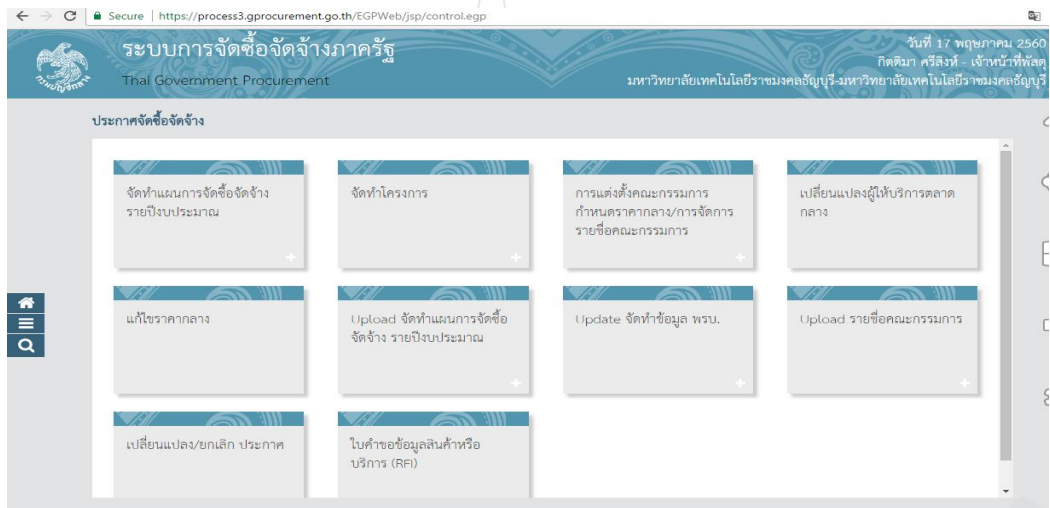 Secure | https://process3.gprocurement.go.th/EGPWeb/jsp/control.egp
ระบบการจัดซื้อจัดจ้างภาครัฐ
Thai Government Procurement
วันที่ 17 พฤษภาคม 2560
กิตติมา ศรีสิงห์ - เจ้าหน้าที่พัสดุ
มหาวิทยาลัยเทคโนโลยีราชมงคลธัญบุรี-มหาวิทยาลัยเทคโนโลยีราชมงคลธัญบุรี
กรมบัญชีกลาง
ประกาศจัดซื้อจัดจ้าง
จัดทำแผนการจัดซื้อจัดจ้าง
รายปีงบประมาณ
จัดทำโครงการ
การแต่งตั้งคณะกรรมการ
กำหนดราคากลาง/การจัดการ
รายชื่อคณะกรรมการ
เปลี่ยนแปลงผู้ให้บริการตลาด
กลาง
แก้ไขราคากลาง
Upload จัดทำแผนการจัดซื้อ
จัดจ้าง รายปีงบประมาณ
Update จัดทำข้อมูล พรบ.
Upload รายชื่อคณะกรรมการ
เปลี่ยนแปลง/ยกเลิก ประกาศ
ใบคำขอข้อมูลสินค้าหรือ
บริการ (RFI)